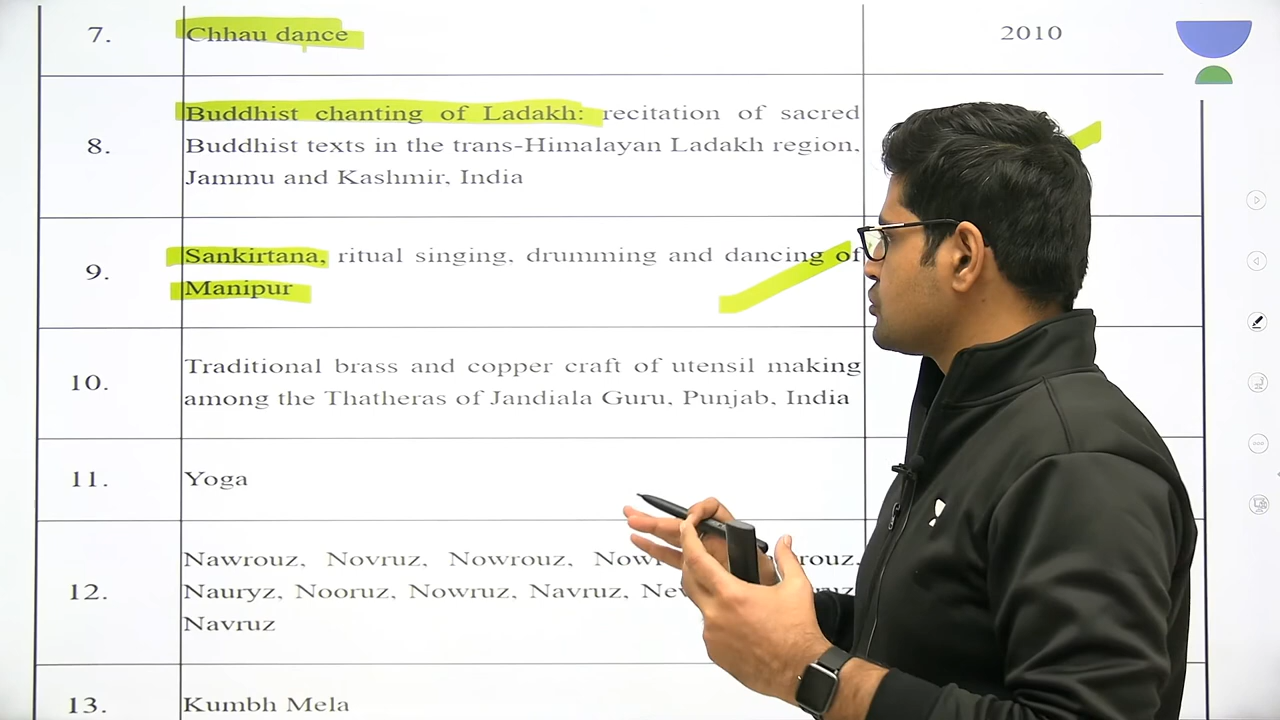 7. Chhau dance 2010
8. Buddhist chanting of Ladakh: recitation of sacred
Buddhist texts in the trans-Himalayan Ladakh region,
Jammu and Kashmir, India
9. Sankirtana, ritual singing, drumming and dancing of
Manipur
10. Traditional brass and copper craft of utensil making
among the Thatheras of Jandiala Guru, Punjab, India
11. Yoga
12. Nawrouz, Novruz, Nowrouz,
Nauryz, Nooruz, Nowruz, Navruz,
Navruz
13. Kumbh Mela